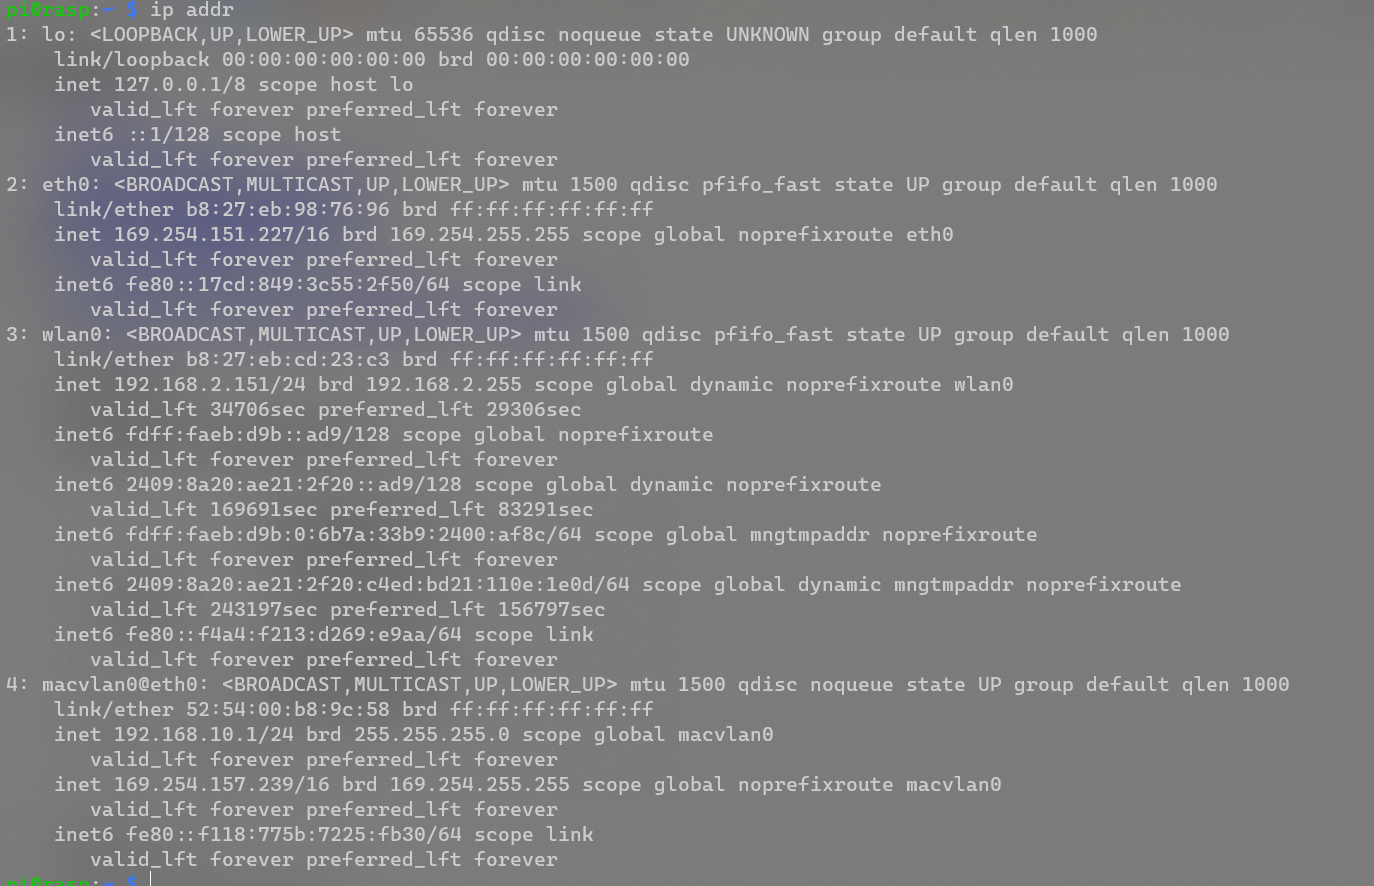 pi@rasp:~ $ ip addr
1: lo: <LOOPBACK,UP,LOWER_UP> mtu 65536 qdisc noqueue state UNKNOWN group default qlen 1000
    link/loopback 00:00:00:00:00:00 brd 00:00:00:00:00:00
    inet 127.0.0.1/8 scope host lo
       valid_lft forever preferred_lft forever
    inet6 ::1/128 scope host
       valid_lft forever preferred_lft forever
2: eth0: <BROADCAST,MULTICAST,UP,LOWER_UP> mtu 1500 qdisc pfifo_fast state UP group default qlen 1000
    link/ether b8:27:eb:98:76:96 brd ff:ff:ff:ff:ff:ff
    inet 169.254.151.227/16 brd 169.254.255.255 scope global noprefixroute eth0
       valid_lft forever preferred_lft forever
    inet6 fe80::17cd:849:3c55:2f50/64 scope link
       valid_lft forever preferred_lft forever
3: wlan0: <BROADCAST,MULTICAST,UP,LOWER_UP> mtu 1500 qdisc pfifo_fast state UP group default qlen 1000
    link/ether b8:27:eb:cd:23:c3 brd ff:ff:ff:ff:ff:ff
    inet 192.168.2.151/24 brd 192.168.2.255 scope global dynamic noprefixroute wlan0
       valid_lft 34706sec preferred_lft 29306sec
    inet6 fdff:faeb:d9b::ad9/128 scope global noprefixroute
       valid_lft forever preferred_lft forever
    inet6 2409:8a20:ae21:2f20::ad9/128 scope global dynamic noprefixroute
       valid_lft 169691sec preferred_lft 83291sec
    inet6 fdff:faeb:d9b:0:6b7a:33b9:2400:af8c/64 scope global mngtmpaddr noprefixroute
       valid_lft forever preferred_lft forever
    inet6 2409:8a20:ae21:2f20:c4ed:bd21:110e:1e0d/64 scope global dynamic mngtmpaddr noprefixroute
       valid_lft 243197sec preferred_lft 156797sec
    inet6 fe80::f4a4:f213:d269:e9aa/64 scope link
       valid_lft forever preferred_lft forever
4: macvlan0@eth0: <BROADCAST,MULTICAST,UP,LOWER_UP> mtu 1500 qdisc noqueue state UP group default qlen 1000
    link/ether 52:54:00:b8:9c:58 brd ff:ff:ff:ff:ff:ff
    inet 192.168.10.1/24 brd 255.255.255.0 scope global macvlan0
       valid_lft forever preferred_lft forever
    inet 169.254.157.239/16 brd 169.254.255.255 scope global noprefixroute macvlan0
       valid_lft forever preferred_lft forever
    inet6 fe80::f118:775b:7225:fb30/64 scope link
       valid_lft forever preferred_lft forever
pi@rasp:~ $